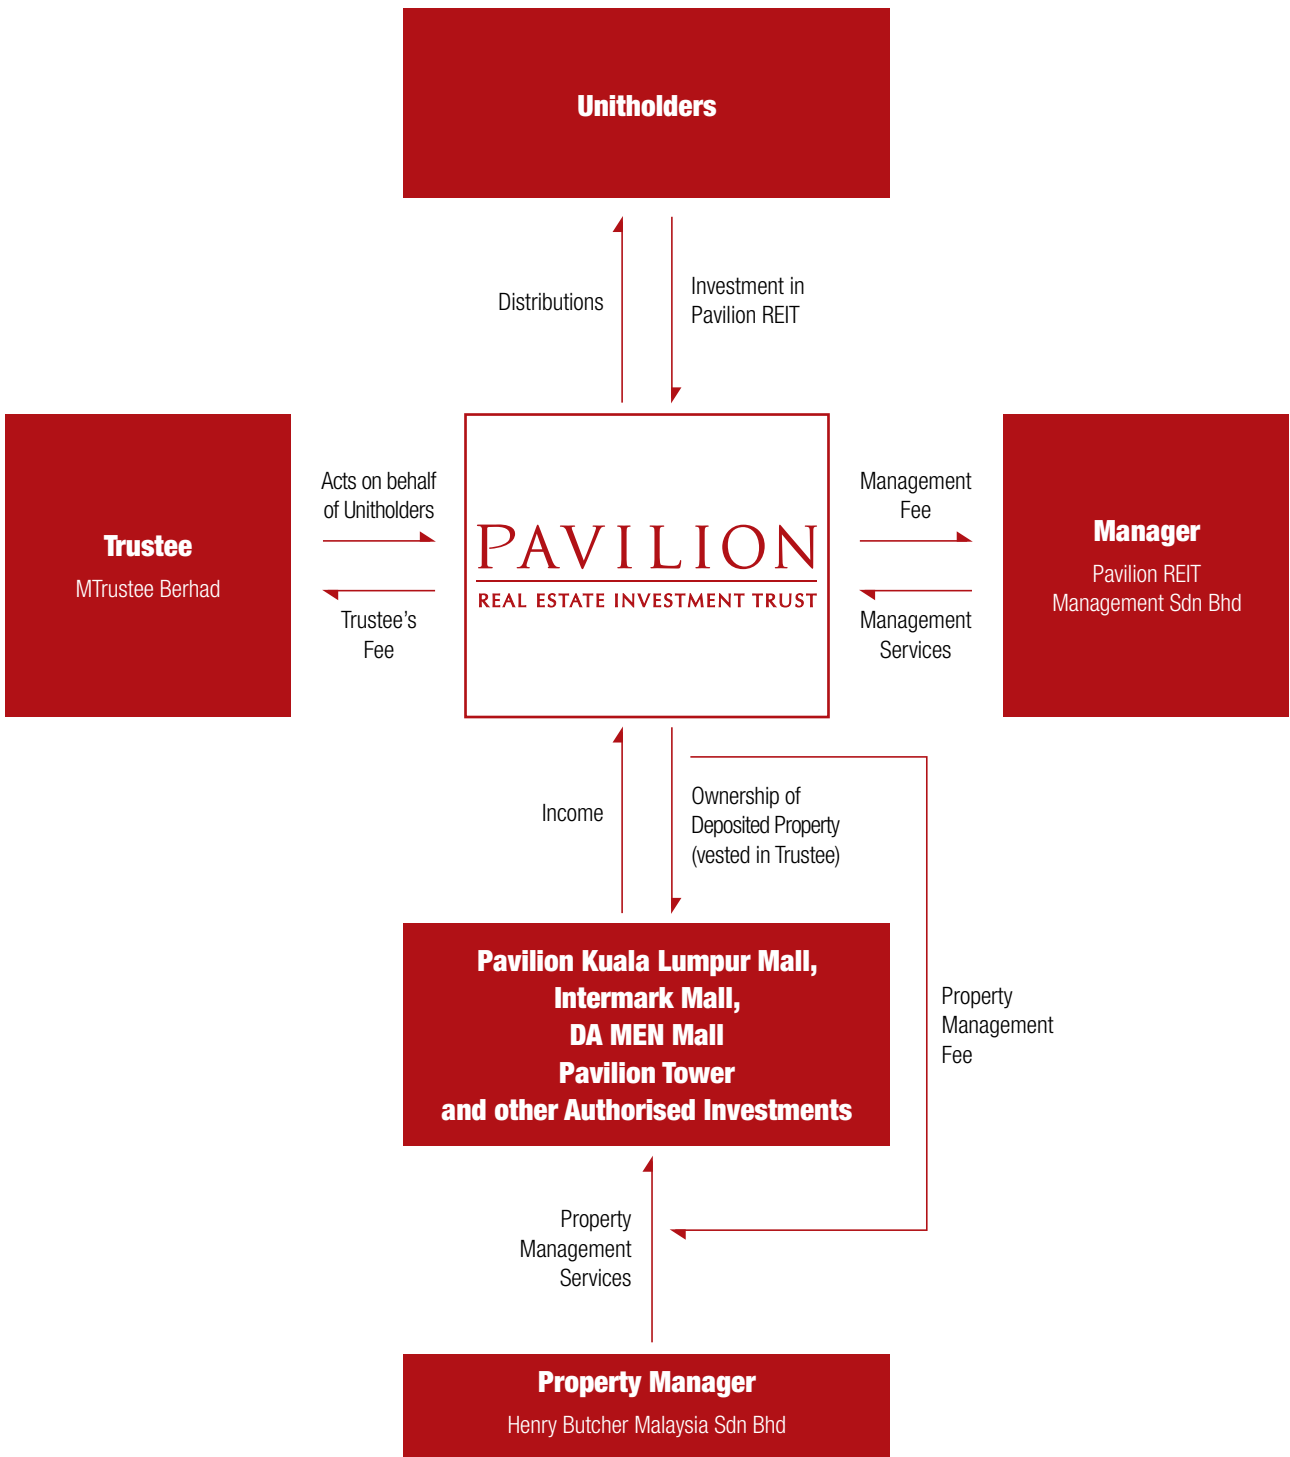 Unitholders
Distributions
Investment in
Pavilion REIT
Trustee
MTrustee Berhad
Acts on behalf
of Unitholders
Trustee’s
Fee
PAVILION
REAL ESTATE INVESTMENT TRUST
Management
Fee
Management
Services
Manager
Pavilion REIT
Management Sdn Bhd
Income
Ownership of
Deposited Property
(vested in Trustee)
Pavilion Kuala Lumpur Mall,
Intermark Mall,
DA MEN Mall
Pavilion Tower
and other Authorised Investments
Property
Management
Fee
Property
Management
Services
Property Manager
Henry Butcher Malaysia Sdn Bhd